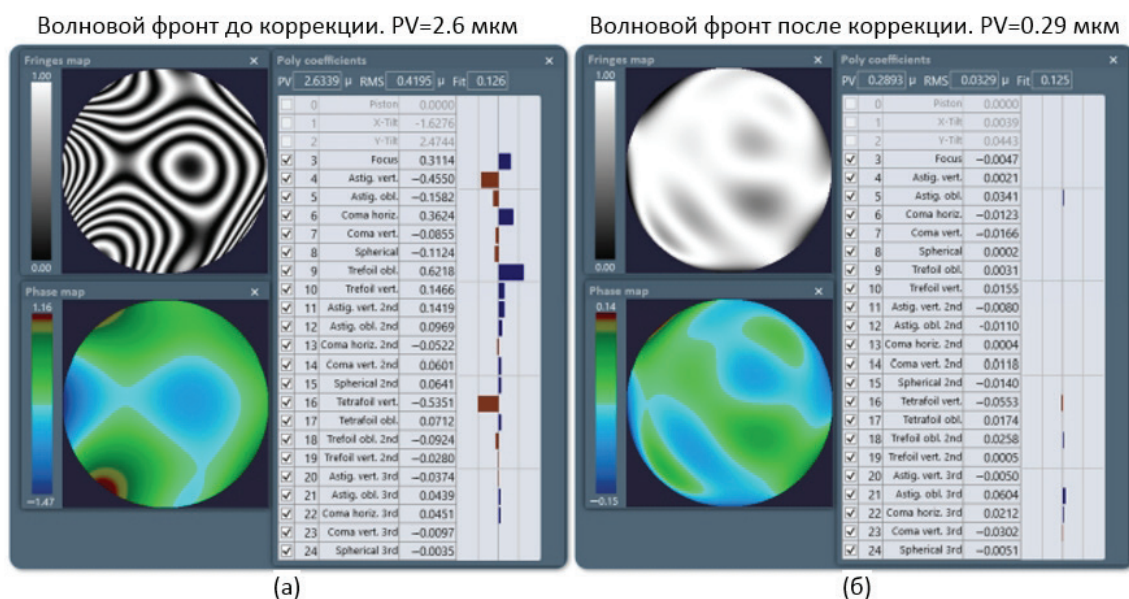 Волновой фронт до коррекции. PV=2.6 мкм
Fringes map ×
1.00
0.00
Phase map ×
1.16
−1.47
Poly coefficients ×
PV 2.6339 μ RMS 0.4195 μ Fit 0.126
0 Piston 0.0000
1 X-Tilt -1.6276
2 Y-Tilt 2.4744
3 Focus 0.3114
4 Astig. vert. −0.4550
5 Astig. obl. −0.1582
6 Coma horiz. 0.3624
7 Coma vert. −0.0855
8 Spherical −0.1124
9 Trefoil obl. 0.6218
10 Trefoil vert. 0.1466
11 Astig. vert. 2nd 0.1419
12 Astig. obl. 2nd 0.0969
13 Coma horiz. 2nd −0.0522
14 Coma vert. 2nd 0.0601
15 Spherical 2nd 0.0641
16 Tetrafoil vert. −0.5351
17 Tetrafoil obl. 0.0712
18 Trefoil obl. 2nd −0.0924
19 Trefoil vert. 2nd −0.0280
20 Astig. vert. 3rd −0.0374
21 Astig. obl. 3rd 0.0439
22 Coma horiz. 3rd 0.0451
23 Coma vert. 3rd −0.0097
24 Spherical 3rd −0.0035
(а)
Волновой фронт после коррекции. PV=0.29 мкм
Fringes map ×
1.00
0.00
Phase map ×
0.14
−0.15
Poly coefficients ×
PV 0.2893 μ RMS 0.0329 μ Fit 0.125
0 Piston 0.0000
1 X-Tilt 0.0039
2 Y-Tilt 0.0443
3 Focus −0.0047
4 Astig. vert. 0.0021
5 Astig. obl. 0.0341
6 Coma horiz. −0.0123
7 Coma vert. −0.0166
8 Spherical 0.0002
9 Trefoil obl. 0.0031
10 Trefoil vert. 0.0155
11 Astig. vert. 2nd −0.0080
12 Astig. obl. 2nd -0.0110
13 Coma horiz. 2nd 0.0004
14 Coma vert. 2nd 0.0118
15 Spherical 2nd −0.0140
16 Tetrafoil vert. −0.0553
17 Tetrafoil obl. 0.0174
18 Trefoil obl. 2nd 0.0258
19 Trefoil vert. 2nd 0.0005
20 Astig. vert. 3rd −0.0050
21 Astig. obl. 3rd 0.0604
22 Coma horiz. 3rd 0.0212
23 Coma vert. 3rd −0.0302
24 Spherical 3rd −0.0051
(б)